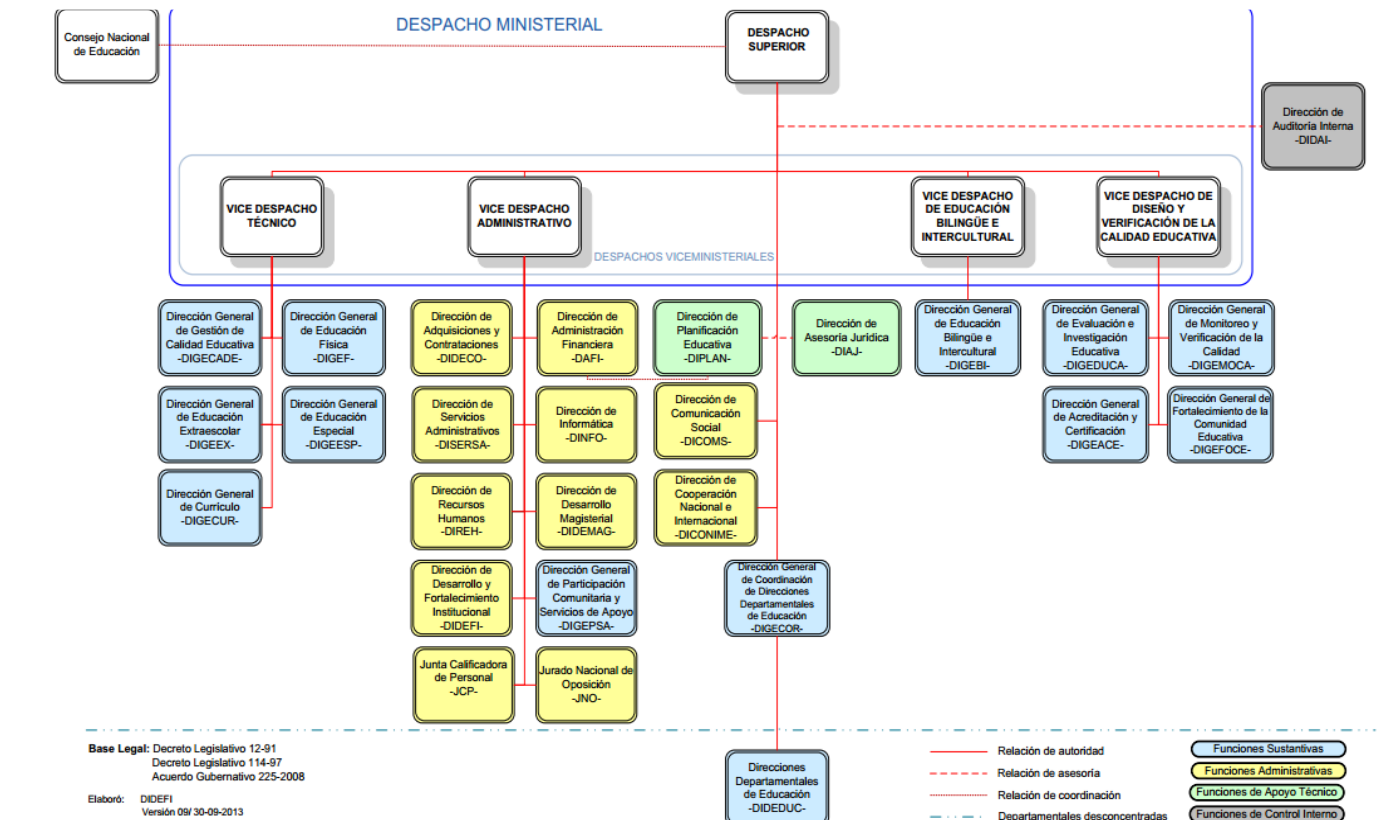 DESPACHO MINISTERIAL
Consejo Nacional
de Educación
DESPACHO
SUPERIOR
Dirección de
Auditoría Interna
-DIDAI-
VICE DESPACHO
TÉCNICO
VICE DESPACHO
ADMINISTRATIVO
VICE DESPACHO
DE EDUCACIÓN
BILINGÜE E
INTERCULTURAL
VICE DESPACHO DE
DISEÑO Y
VERIFICACIÓN DE LA
CALIDAD EDUCATIVA
DESPACHOS VICEMINISTERIALES
Dirección General
de Gestión de
Calidad Educativa
-DIGECADE-
Dirección General
de Educación
Física
-DIGEF-
Dirección de
Adquisiciones y
Contrataciones
-DIDECO-
Dirección de
Administración
Financiera
-DAFI-
Dirección de
Planificación
Educativa
-DIPLAN-
Dirección de
Asesoría Jurídica
-DIAJ-
Dirección General
de Educación
Bilingüe e
Intercultural
-DIGEBI-
Dirección General
de Evaluación e
Investigación
Educativa
-DIGEDUCA-
Dirección General
de Monitoreo y
Verificación de la
Calidad
-DIGEMOCA-
Dirección General
de Educación
Extraescolar
-DIGEEX-
Dirección General
de Educación
Especial
-DIGEESP-
Dirección de
Servicios
Administrativos
-DISERSA-
Dirección de
Informática
-DINFO-
Dirección de
Comunicación
Social
-DICOMS-
Dirección General
de Acreditación y
Certificación
-DIGEACE-
Dirección General de
Fortalecimiento de la
Comunidad
Educativa
-DIGEFOCE-
Dirección General
de Currículo
-DIGECUR-
Dirección de
Recursos
Humanos
-DIREH-
Dirección de
Desarrollo
Magisterial
-DIDEMAG-
Dirección de
Cooperación
Nacional e
Internacional
-DICONIME-
Dirección de
Desarrollo y
Fortalecimiento
Institucional
-DIDEFI-
Dirección General
de Participación
Comunitaria y
Servicios de Apoyo
-DIGEPSA-
Dirección General
de Coordinación
de Direcciones
Departamentales
de Educación
-DIGECOR-
Junta Calificadora
de Personal
-JCP-
Jurado Nacional de
Oposición
-JNO-
Direcciones
Departamentales
de Educación
-DIDEDUC-
Base Legal: Decreto Legislativo 12-91
Decreto Legislativo 114-97
Acuerdo Gubernativo 225-2008
Elaboró: DIDEFI
Versión 09/ 30-09-2013
Relación de autoridad
Relación de asesoría
Relación de coordinación
Departamentales desconcentradas
Funciones Sustantivas
Funciones Administrativas
Funciones de Apoyo Técnico
Funciones de Control Interno